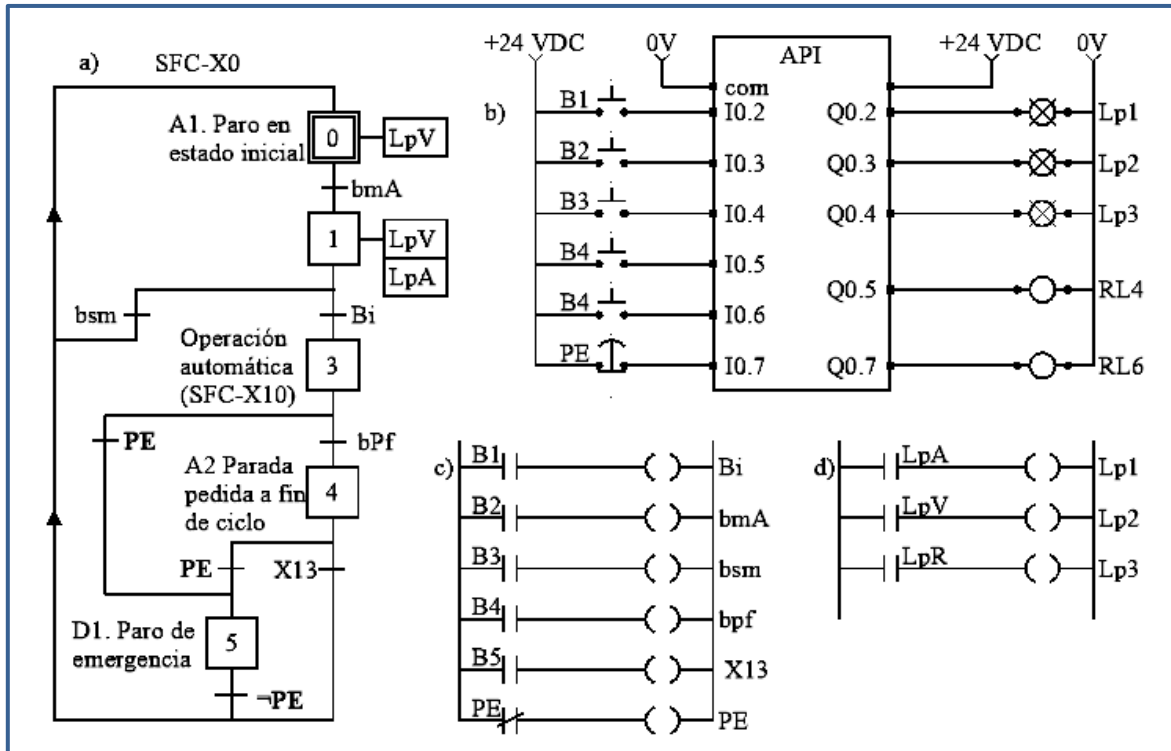 a)
SFC-X0
A1. Paro en
estado inicial
0
LpV
bmA
1
LpV
LpA
bsm
Bi
Operación
automática
(SFC-X10)
3
PE
bPf
A2 Parada
pedida a fin
de ciclo
4
PE
X13
D1. Paro de
emergencia
5
¬PE
b)
+24 VDC
0V
API
+24 VDC
0V
com
B1
I0.2
Q0.2
Lp1
B2
I0.3
Q0.3
Lp2
B3
I0.4
Q0.4
Lp3
B4
I0.5
Q0.5
RL4
B4
I0.6
PE
I0.7
Q0.7
RL6
c)
B1
Bi
B2
bmA
B3
bsm
B4
bpf
B5
X13
PE
PE
d)
LpA
Lp1
LpV
Lp2
LpR
Lp3